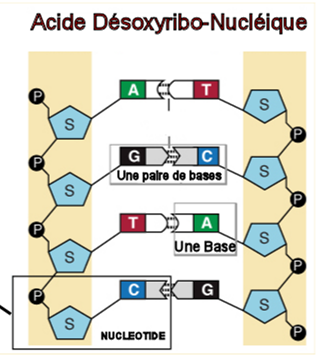 Acide Désoxyribo-Nucléique
P
A T
S S
P
P
G C
Une paire de bases
S S
P
P
T A
Une Base
S S
P
P
C G
S S
NUCLEOTIDE
P